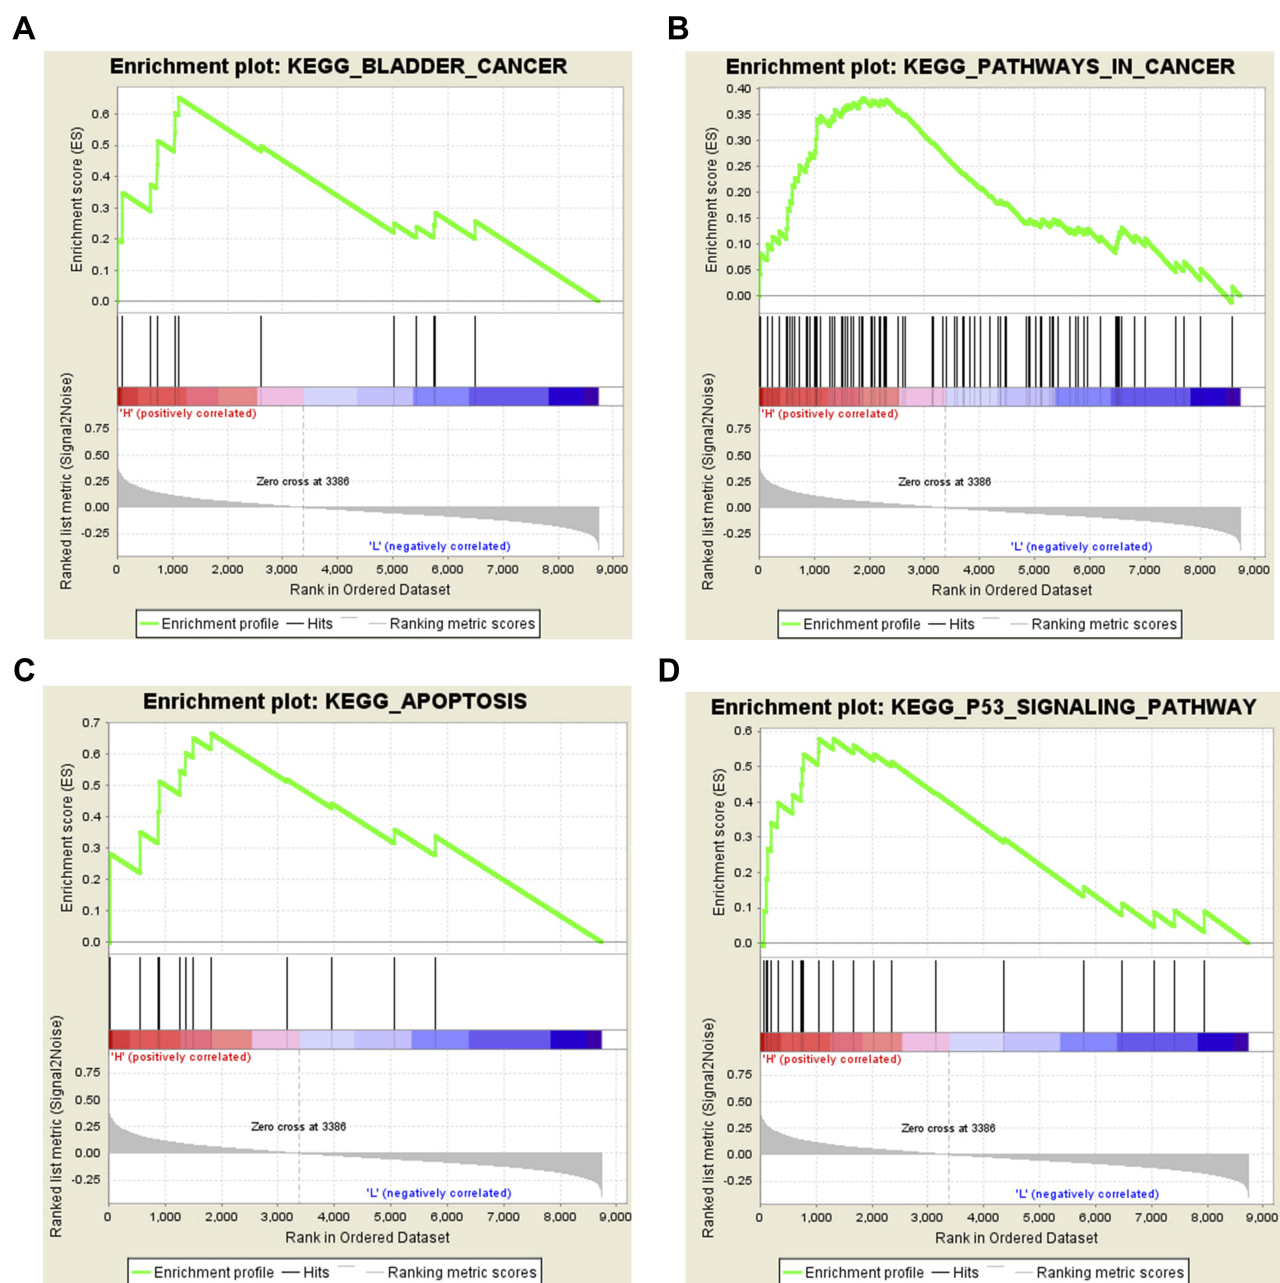 A
Enrichment plot: KEGG_BLADDER_CANCER
Enrichment score (ES)
0.6
0.5
0.4
0.3
0.2
0.1
0.0
'H' (positively correlated)
Ranked list metric (Signal2Noise)
0.75
0.50
0.25
0.00
-0.25
Zero cross at 3386
'L' (negatively correlated)
0 1,000 2,000 3,000 4,000 5,000 6,000 7,000 8,000 9,000
Rank in Ordered Dataset
Enrichment profile Hits Ranking metric scores
B
Enrichment plot: KEGG_PATHWAYS_IN_CANCER
Enrichment score (ES)
0.40
0.35
0.30
0.25
0.20
0.15
0.10
0.05
0.00
'H' (positively correlated)
Ranked list metric (Signal2Noise)
0.75
0.50
0.25
0.00
-0.25
Zero cross at 3386
'L' (negatively correlated)
0 1,000 2,000 3,000 4,000 5,000 6,000 7,000 8,000 9,000
Rank in Ordered Dataset
Enrichment profile Hits Ranking metric scores
C
Enrichment plot: KEGG_APOPTOSIS
Enrichment score (ES)
0.7
0.6
0.5
0.4
0.3
0.2
0.1
0.0
'H' (positively correlated)
Ranked list metric (Signal2Noise)
0.75
0.50
0.25
0.00
-0.25
Zero cross at 3386
'L' (negatively correlated)
0 1,000 2,000 3,000 4,000 5,000 6,000 7,000 8,000 9,000
Rank in Ordered Dataset
Enrichment profile Hits Ranking metric scores
D
Enrichment plot: KEGG_P53_SIGNALING_PATHWAY
Enrichment score (ES)
0.6
0.5
0.4
0.3
0.2
0.1
0.0
'H' (positively correlated)
Ranked list metric (Signal2Noise)
0.75
0.50
0.25
0.00
-0.25
Zero cross at 3386
'L' (negatively correlated)
0 1,000 2,000 3,000 4,000 5,000 6,000 7,000 8,000 9,000
Rank in Ordered Dataset
Enrichment profile Hits Ranking metric scores